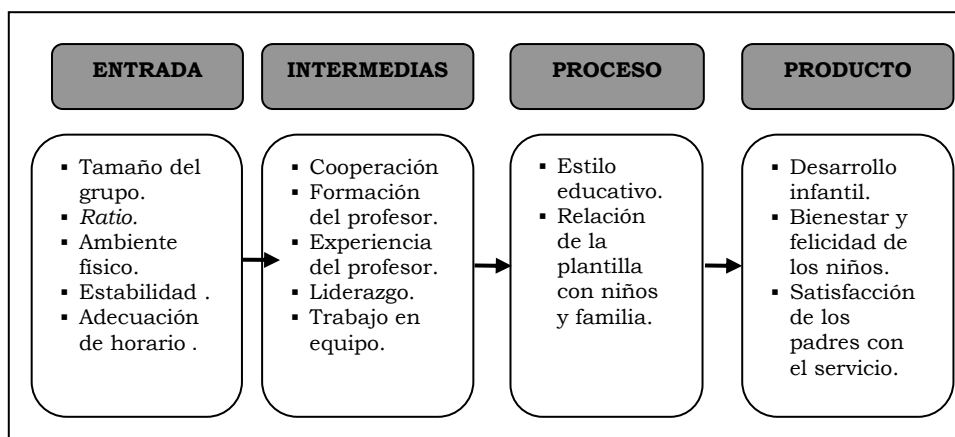 ENTRADA
INTERMEDIAS
PROCESO
PRODUCTO
▪ Tamaño del
grupo.
▪ Ratio.
▪ Ambiente
físico.
▪ Estabilidad .
▪ Adecuación
de horario .
▪ Cooperación
▪ Formación
del profesor.
▪ Experiencia
del profesor.
▪ Liderazgo.
▪ Trabajo en
equipo.
▪ Estilo
educativo.
▪ Relación
de la
plantilla
con niños
y familia.
▪ Desarrollo
infantil.
▪ Bienestar y
felicidad de
los niños.
▪ Satisfacción
de los
padres con
el servicio.